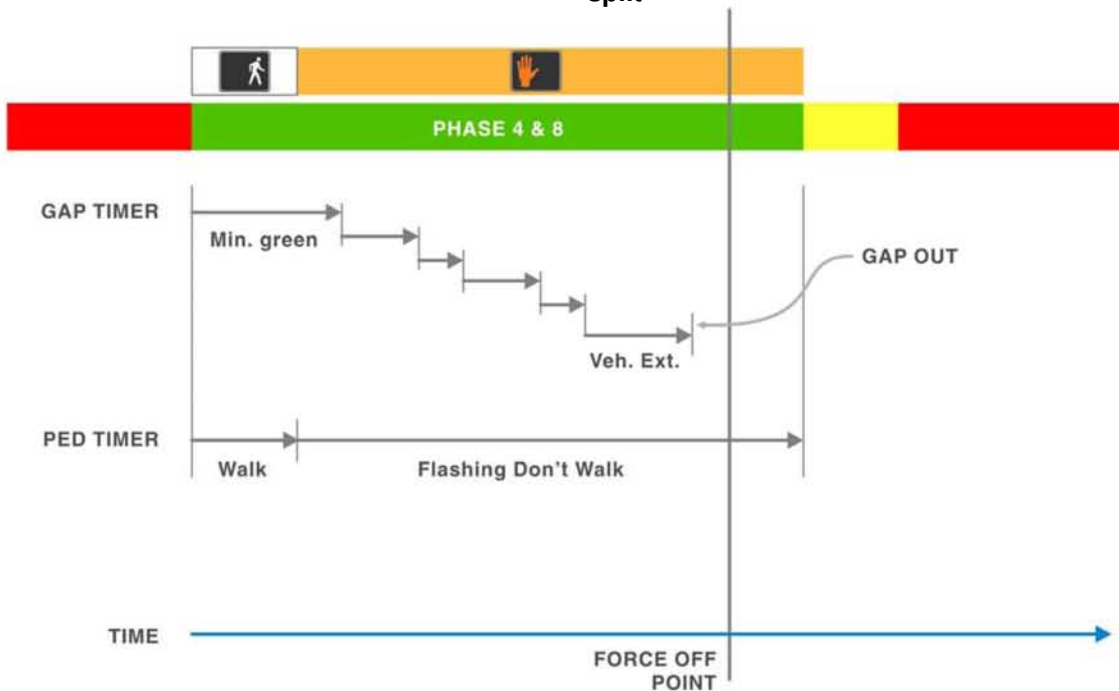 Split
PHASE 4 & 8
GAP TIMER
Min. green
GAP OUT
Veh. Ext.
PED TIMER
Walk
Flashing Don't Walk
TIME
FORCE OFF
POINT